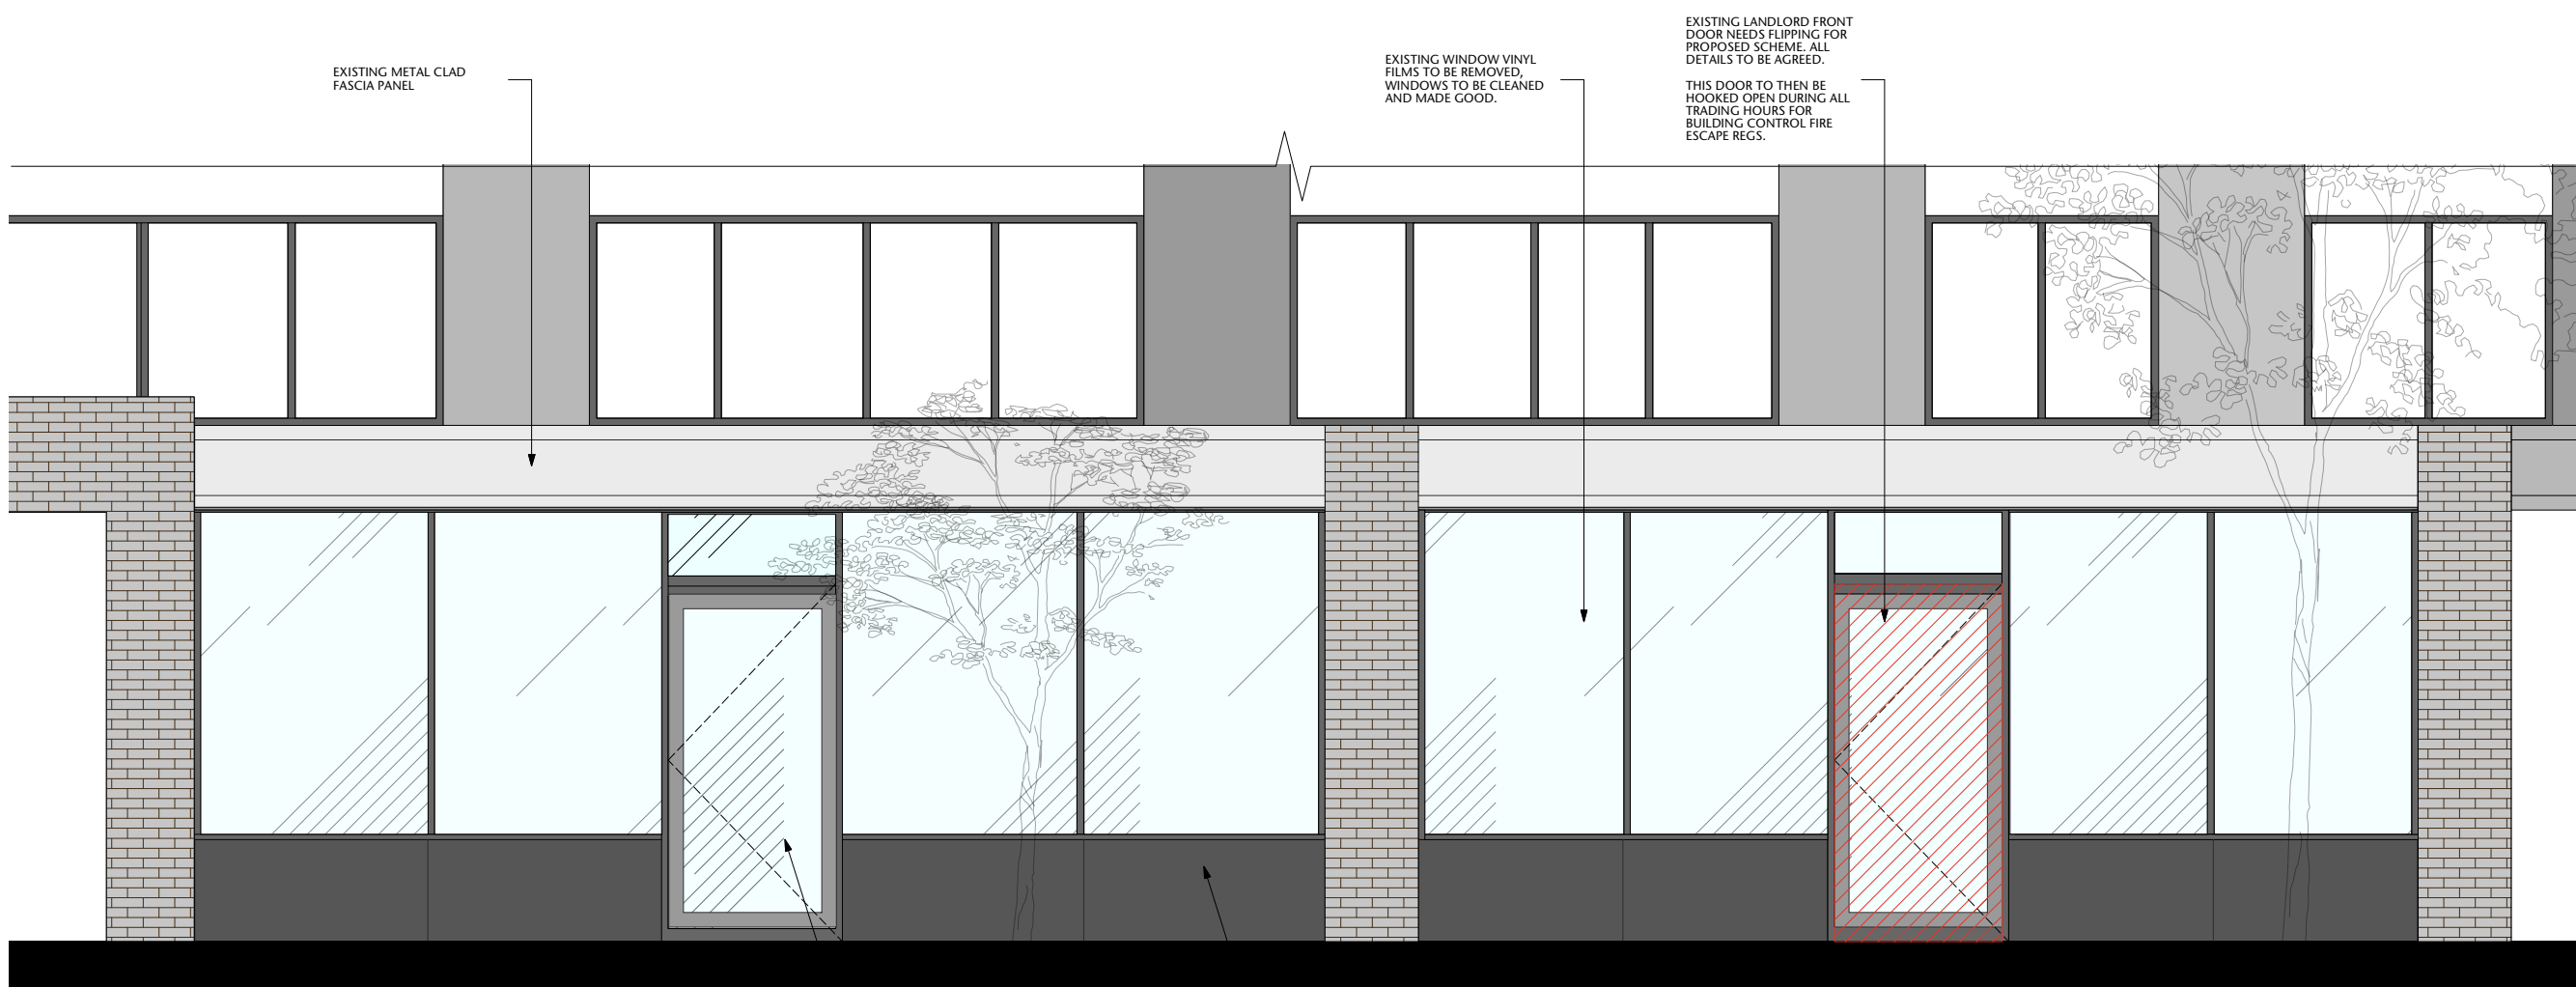 EXISTING METAL CLAD
FASCIA PANEL
EXISTING WINDOW VINYL
FILMS TO BE REMOVED,
WINDOWS TO BE CLEANED
AND MADE GOOD.
EXISTING LANDLORD FRONT
DOOR NEEDS FLIPPING FOR
PROPOSED SCHEME. ALL
DETAILS TO BE AGREED.
THIS DOOR TO THEN BE
HOOKED OPEN DURING ALL
TRADING HOURS FOR
BUILDING CONTROL FIRE
ESCAPE REGS.